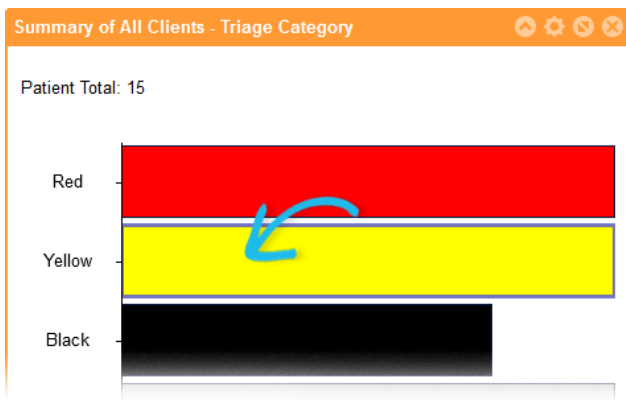 Summary of All Clients - Triage Category
Patient Total: 15
Red
Yellow
Black